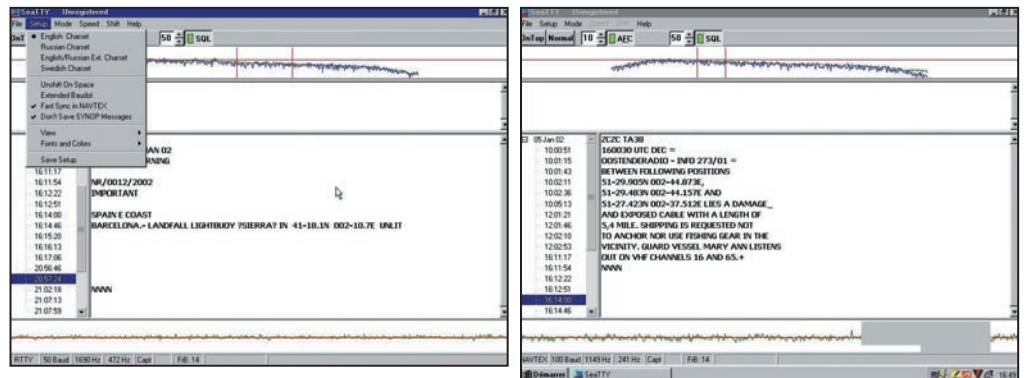 SeaTTY Unregistered
File Setup Mode Speed Shift Help
50 SQL
English Charset
Russian Charset
English/Russian Ext. Charset
Swedish Charset
Unshift On Space
Extended Baudot
Fast Sync in NAVTEX
Don't Save SYNOP Messages
View
Fonts and Colors
Save Setup
AN 02
RNING
16:11:17
16:11:54 NR/0012/2002
16:12:22 IMPORTANT
16:12:51
16:14:00 SPAIN E COAST
16:14:46 BARCELONA.- LANDFALL LIGHTBUOY ?SIERRA? IN 41-18.1N 002-10.7E UNLIT
16:15:20
16:16:13
16:17:06
20:56:46
20:57:24
21:02:18 NNNN
21:07:13
21:07:59
RTTY 50 Baud 1690 Hz 472 Hz Capt FrB: 14
SeaTTY Unregistered
File Setup Mode Speed Shift Help
OnTop Normal 10 AFC 50 SQL
05 Jan 02 ZCZC TA38
10:00:51 160030 UTC DEC =
10:01:15 OOSTENDERADIO - INFO 273/01 =
10:01:43 BETWEEN FOLLOWING POSITIONS
10:02:11 51-29.905N 002-44.873E,
10:02:36 51-29.483N 002-44.157E AND
10:05:13 51-27.423N 002-37.512E LIES A DAMAGE_
12:01:21 AND EXPOSED CABLE WITH A LENGTH OF
12:01:46 5,4 MILE. SHIPPING IS REQUESTED NOT
12:02:10 TO ANCHOR NOR USE FISHING GEAR IN THE
12:02:53 VICINITY. GUARD VESSEL MARY ANN LISTENS
16:11:17 OUT ON VHF CHANNELS 16 AND 65.+
16:11:54 NNNN
16:12:22
16:12:51
16:14:00
16:14:46
NAVTEX 100 Baud 1149 Hz 241 Hz Capt FrB: 14
Démarrer SeaTTY 16:49